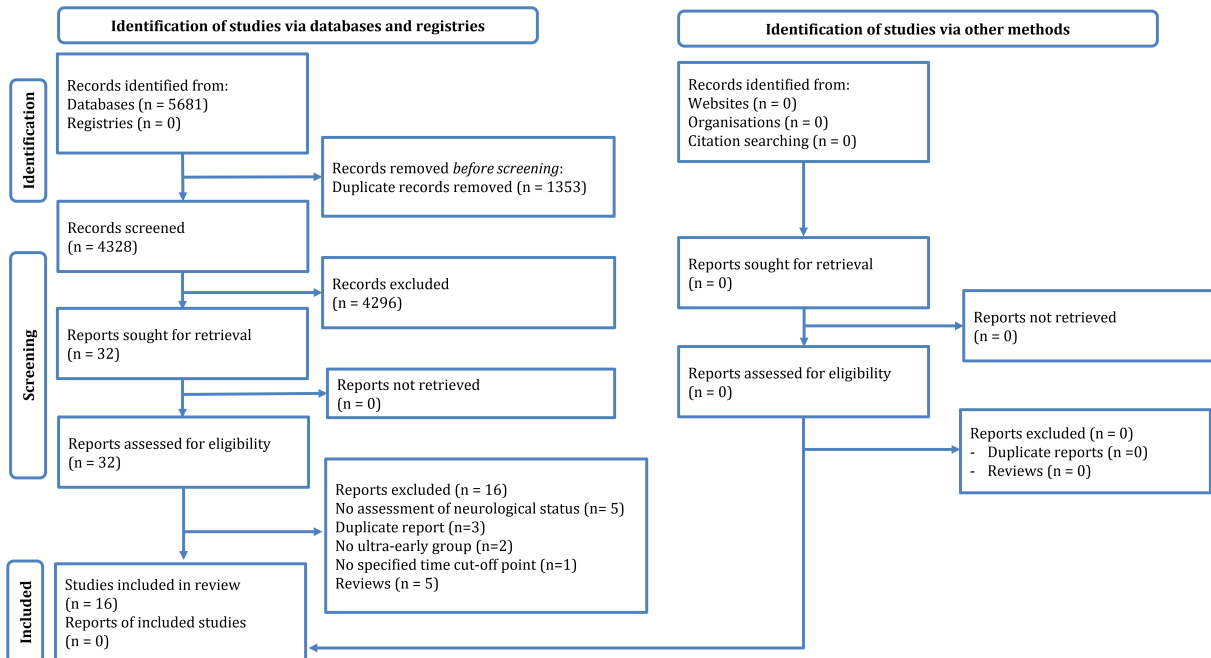 Identification of studies via databases and registries
Identification of studies via other methods
Identification
Records identified from:
Databases (n = 5681)
Registries (n = 0)
Records removed before screening:
Duplicate records removed (n = 1353)
Records identified from:
Websites (n = 0)
Organisations (n = 0)
Citation searching (n = 0)
Screening
Records screened
(n = 4328)
Records excluded
(n = 4296)
Reports sought for retrieval
(n = 32)
Reports not retrieved
(n = 0)
Reports assessed for eligibility
(n = 32)
Reports excluded (n = 16)
No assessment of neurological status (n= 5)
Duplicate report (n=3)
No ultra-early group (n=2)
No specified time cut-off point (n=1)
Reviews (n = 5)
Reports sought for retrieval
(n = 0)
Reports not retrieved
(n = 0)
Reports assessed for eligibility
(n = 0)
Reports excluded (n = 0)
- Duplicate reports (n =0)
- Reviews (n = 0)
Included
Studies included in review
(n = 16)
Reports of included studies
(n = 0)